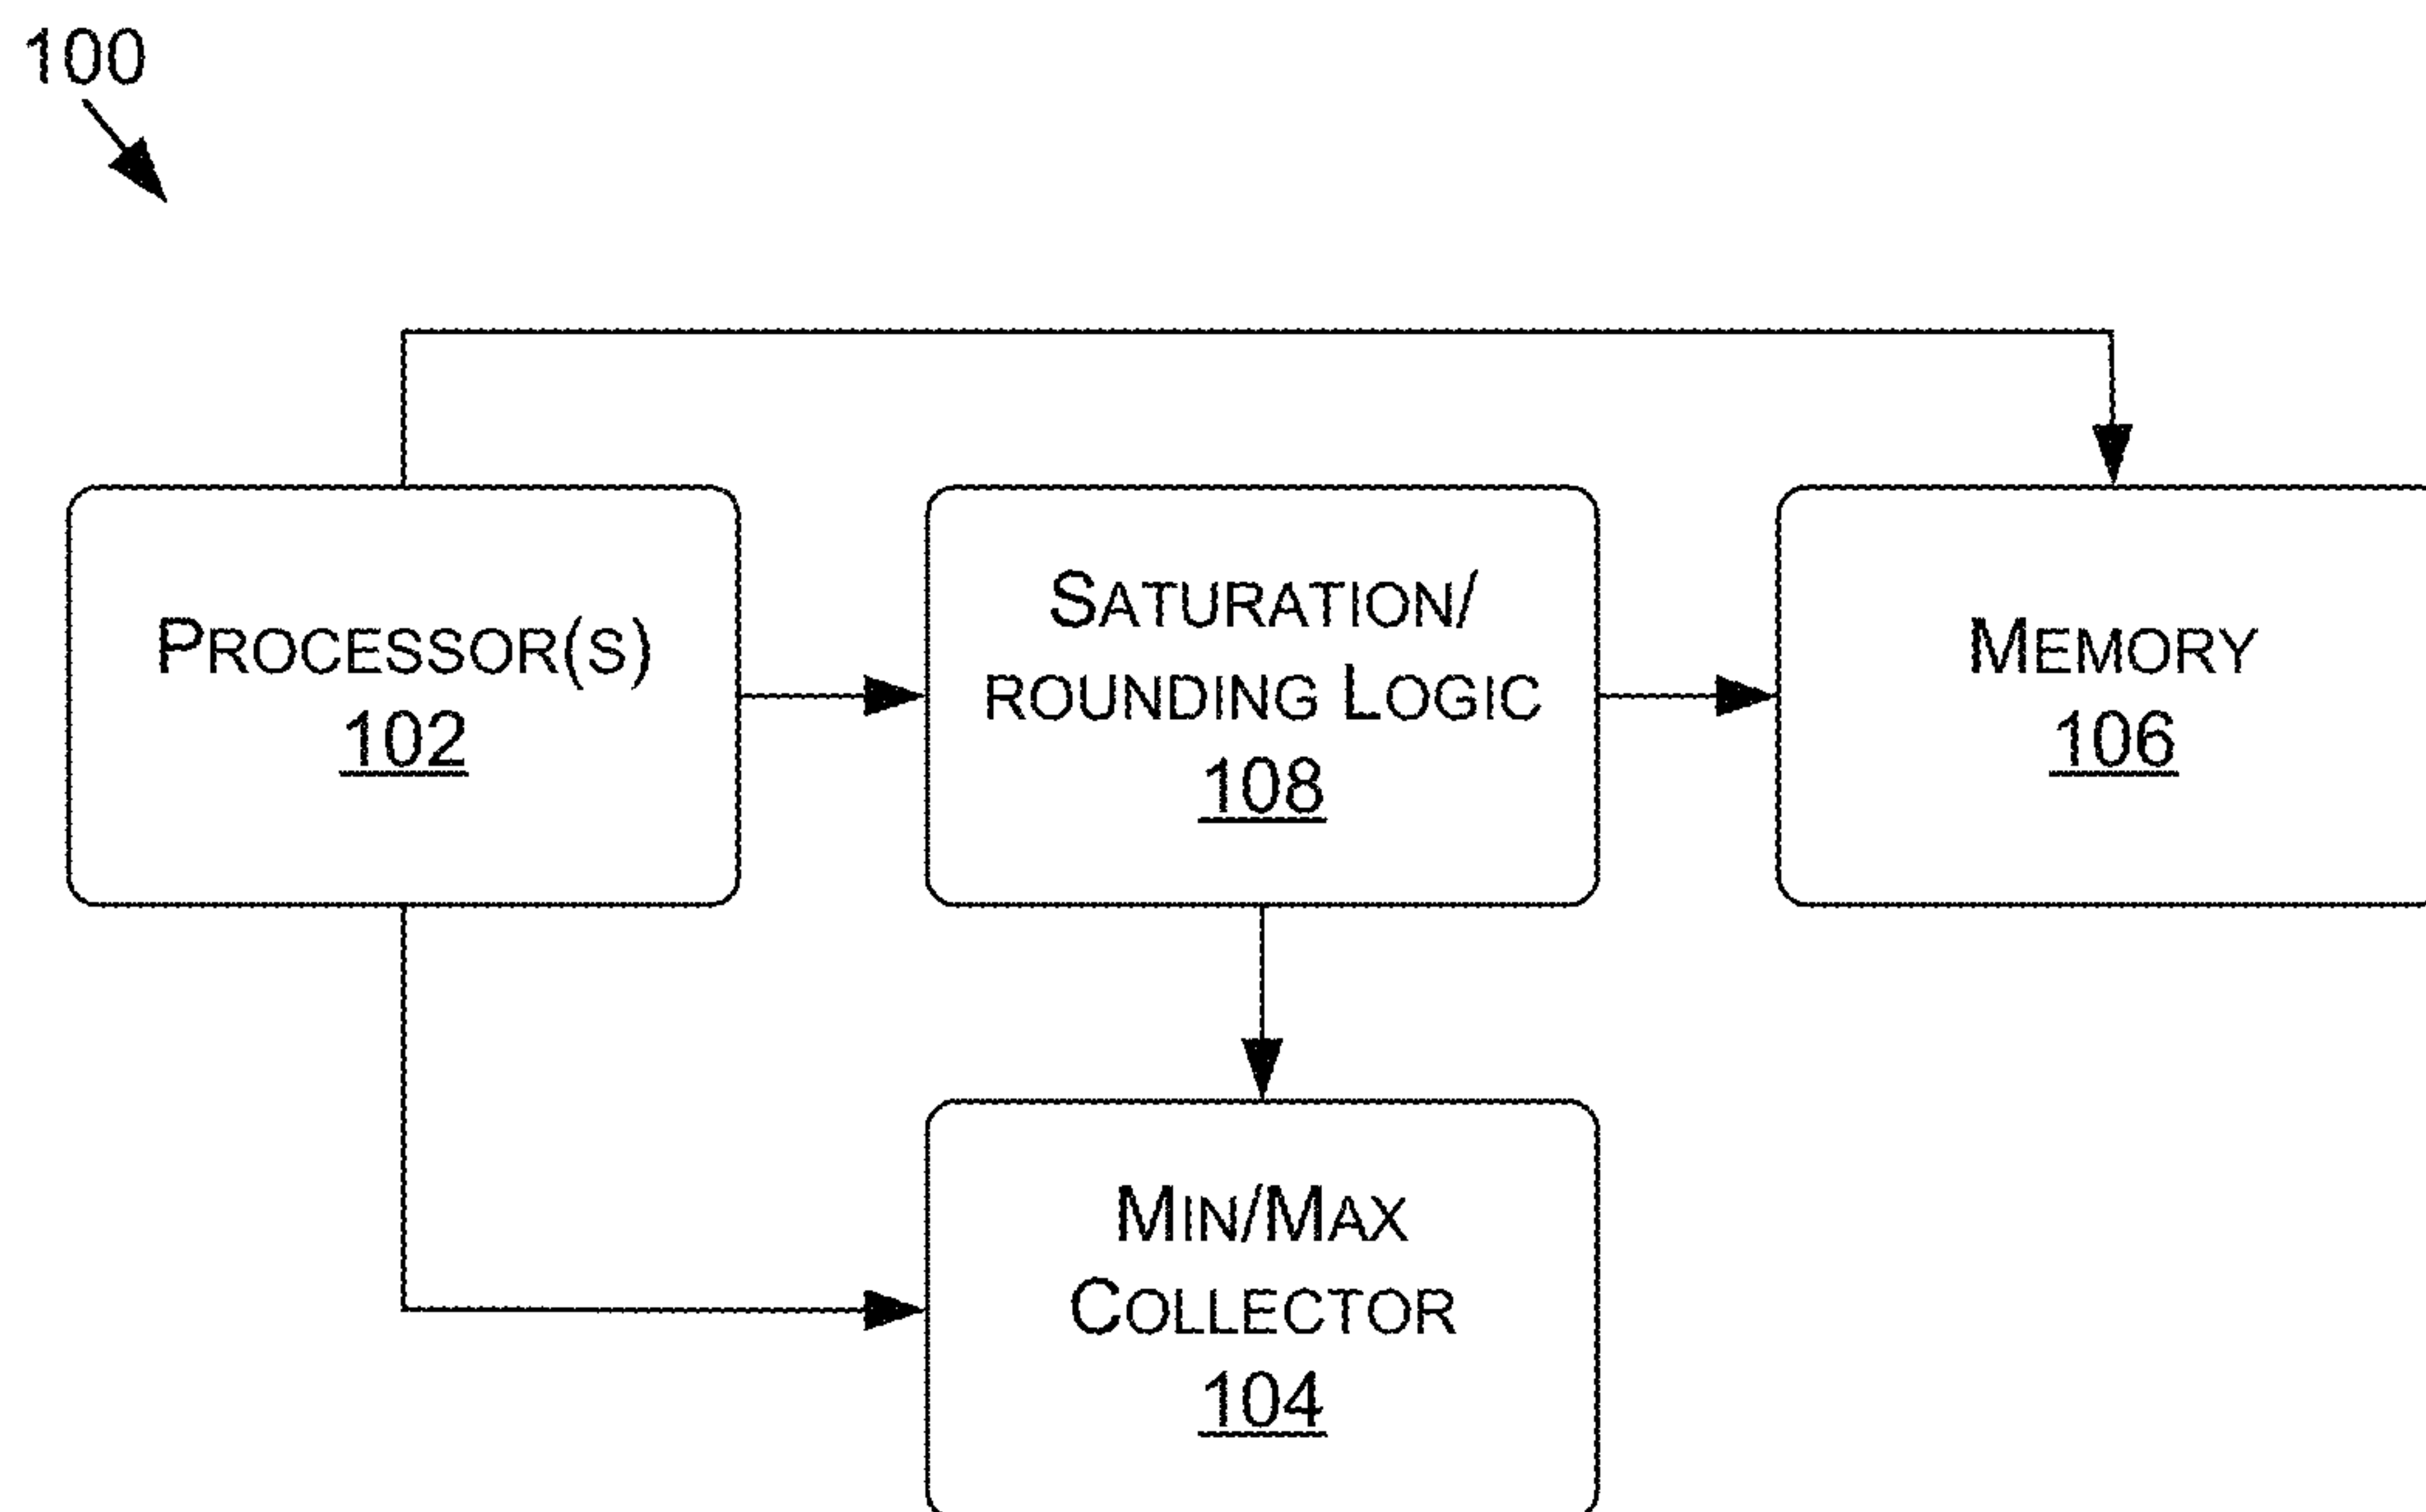 100
PROCESSOR(S)
102
SATURATION/
ROUNDING LOGIC
108
MEMORY
106
MIN/MAX
COLLECTOR
104